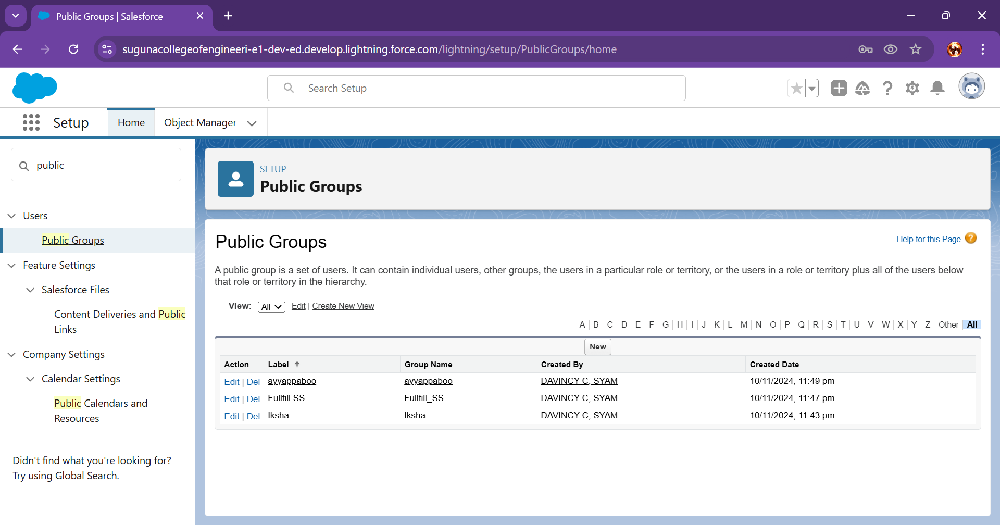 Public Groups | Salesforce
sugunacollegeofengineeri-e1-dev-ed.develop.lightning.force.com/lightning/setup/PublicGroups/home
Search Setup
Setup
Home
Object Manager
public
Users
Public Groups
Feature Settings
Salesforce Files
Content Deliveries and Public
Links
Company Settings
Calendar Settings
Public Calendars and
Resources
Didn't find what you're looking for?
Try using Global Search.
SETUP
Public Groups
Public Groups
Help for this Page ?
A public group is a set of users. It can contain individual users, other groups, the users in a particular role or territory, or the users in a role or territory plus all of the users below
that role or territory in the hierarchy.
View: All Edit | Create New View
A | B | C | D | E | F | G | H | I | J | K | L | M | N | O | P | Q | R | S | T | U | V | W | X | Y | Z | Other All
New
Action Label Group Name Created By Created Date
Edit | Del ayyappaboo ayyappaboo DAVINCY C, SYAM 10/11/2024, 11:49 pm
Edit | Del Fullfill SS Fullfill_SS DAVINCY C, SYAM 10/11/2024, 11:47 pm
Edit | Del Iksha Iksha DAVINCY C, SYAM 10/11/2024, 11:43 pm